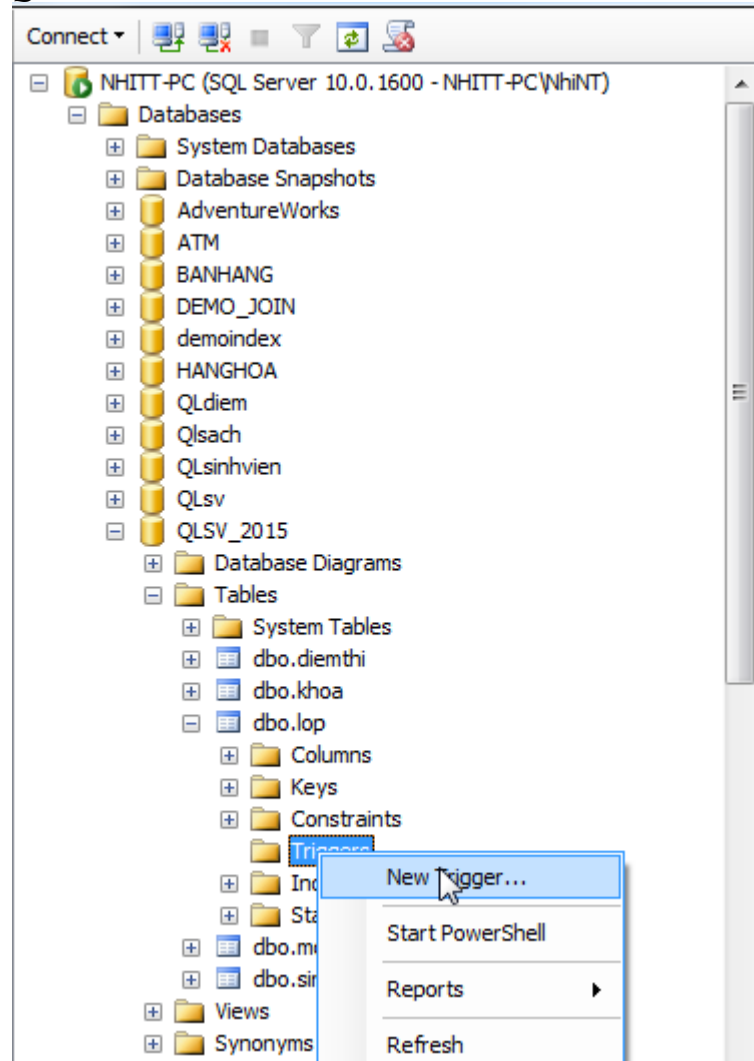 Connect
NHITT-PC (SQL Server 10.0.1600 - NHITT-PC\NhiNT)
Databases
System Databases
Database Snapshots
AdventureWorks
ATM
BANHANG
DEMO_JOIN
demoindex
HANGHOA
QLdiem
Qlsach
QLsinhvien
QLsv
QLSV_2015
Database Diagrams
Tables
System Tables
dbo.diemthi
dbo.khoa
dbo.lop
Columns
Keys
Constraints
Triggers
New Trigger...
Start PowerShell
Reports
Views
Synonyms Refresh